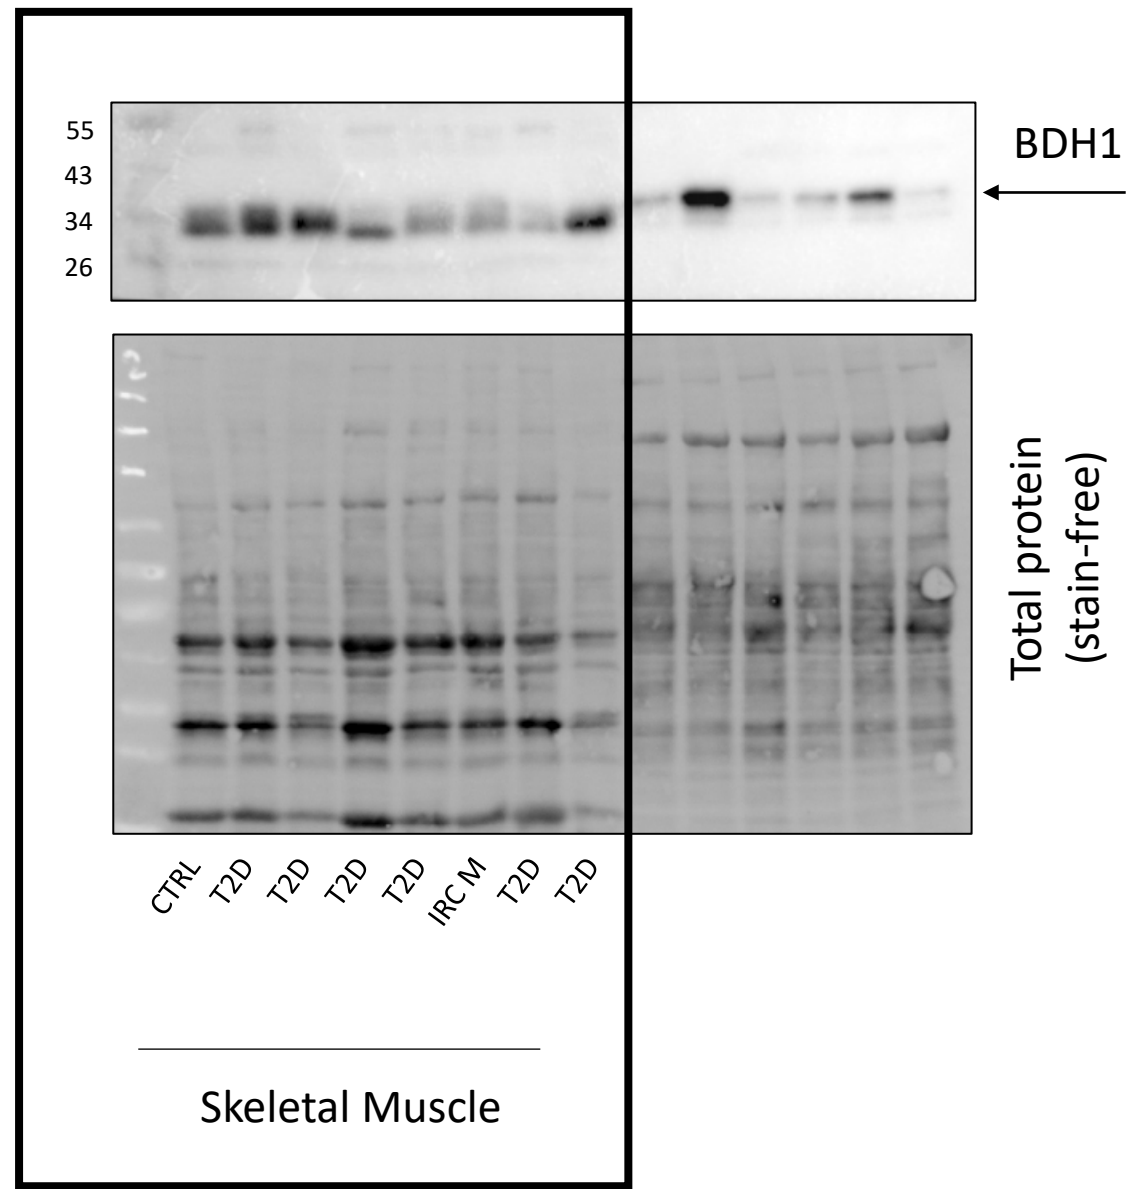 55
43
34
26
BDH1
Total protein
(stain-free)
CTRL
T2D
T2D
T2D
T2D
IRC M
T2D
T2D
Skeletal Muscle